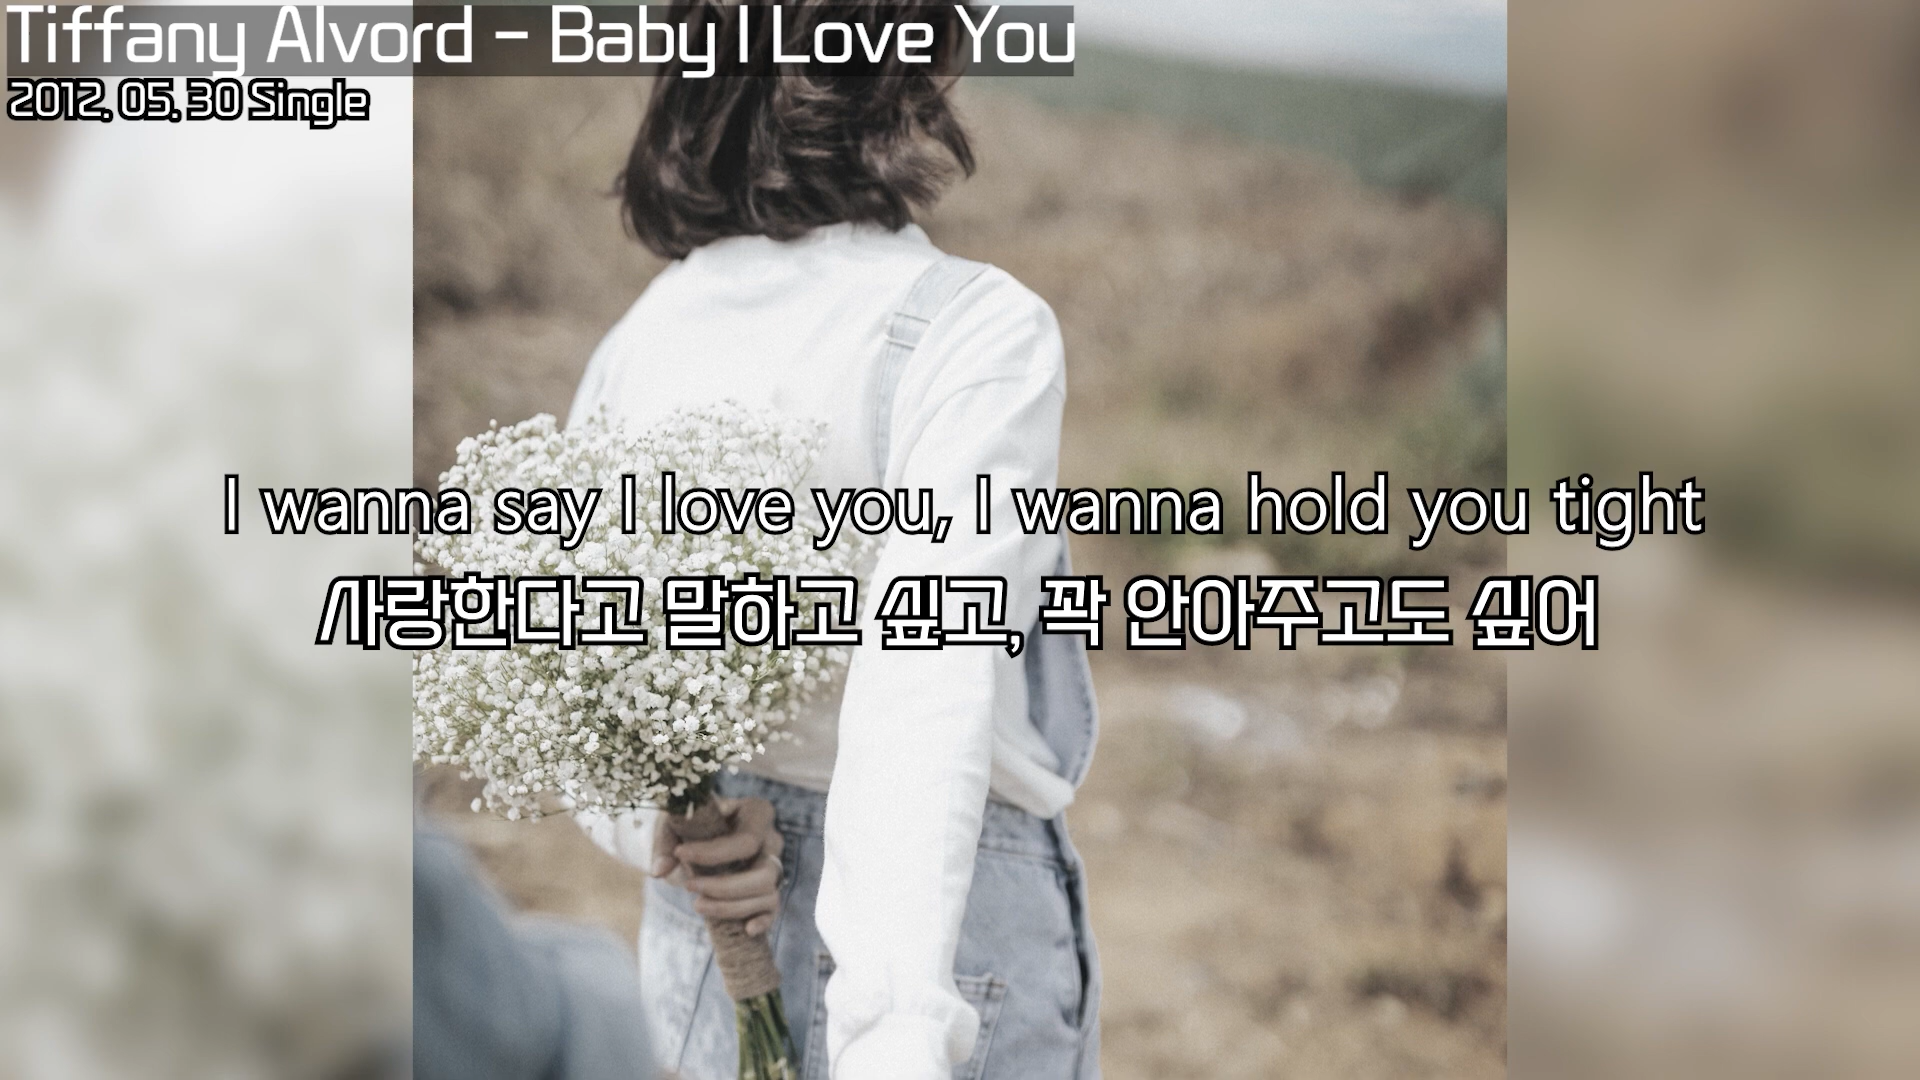 Tiffany Alvord - Baby I Love You
2012. 05. 30 Single
I wanna say I love you, I wanna hold you tight
사랑한다고 말하고 싶고, 꽉 안아주고도 싶어